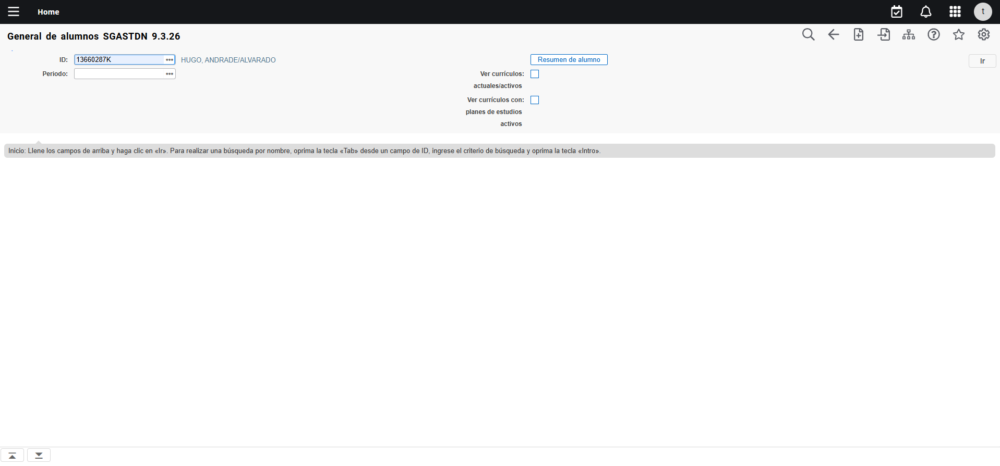 Home
t
General de alumnos SGASTDN 9.3.26
ID: 13660287K ••• HUGO, ANDRADE/ALVARADO
Resumen de alumno
Ir
Periodo: •••
Ver currículos:
actuales/activos
Ver currículos con:
planes de estudios
activos
Inicio: Llene los campos de arriba y haga clic en «Ir». Para realizar una búsqueda por nombre, oprima la tecla «Tab» desde un campo de ID, ingrese el criterio de búsqueda y oprima la tecla «Intro».